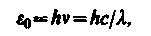 ε₀ = hν = hc/λ,